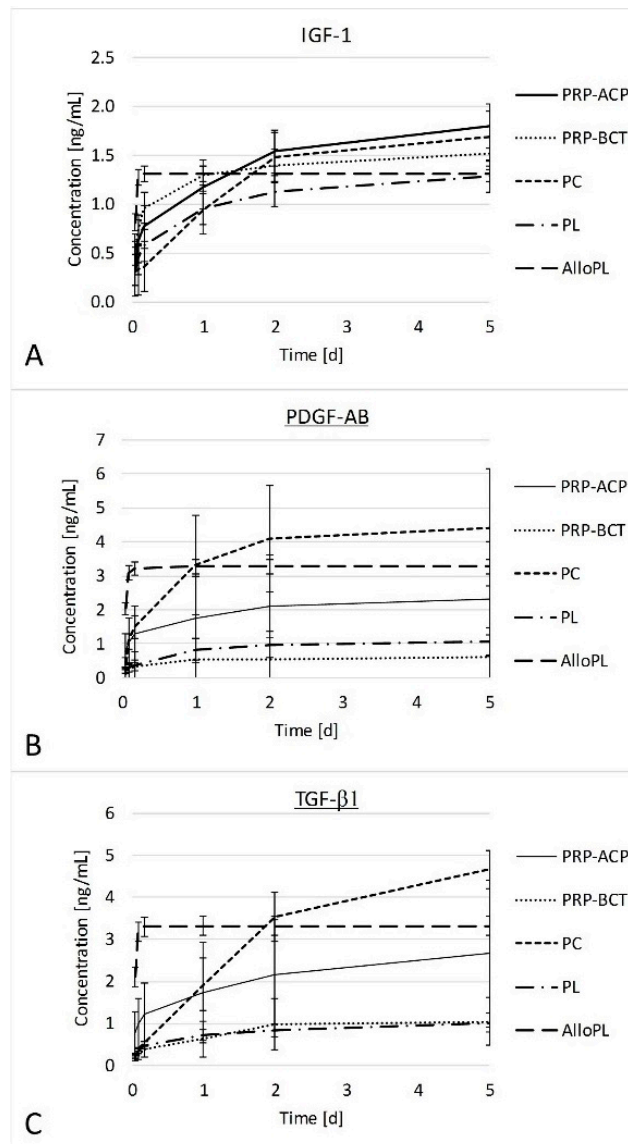 IGF-1
Concentration [ng/mL]
2.5
2.0
1.5
1.0
0.5
0.0
0 1 2 3 4 5
Time [d]
PRP-ACP
PRP-BCT
PC
PL
AlloPL
A
PDGF-AB
Concentration [ng/mL]
7
6
5
4
3
2
1
0
0 1 2 3 4 5
Time [d]
PRP-ACP
PRP-BCT
PC
PL
AlloPL
B
TGF-β1
Concentration [ng/mL]
6
5
4
3
2
1
0
0 1 2 3 4 5
Time [d]
PRP-ACP
PRP-BCT
PC
PL
AlloPL
C